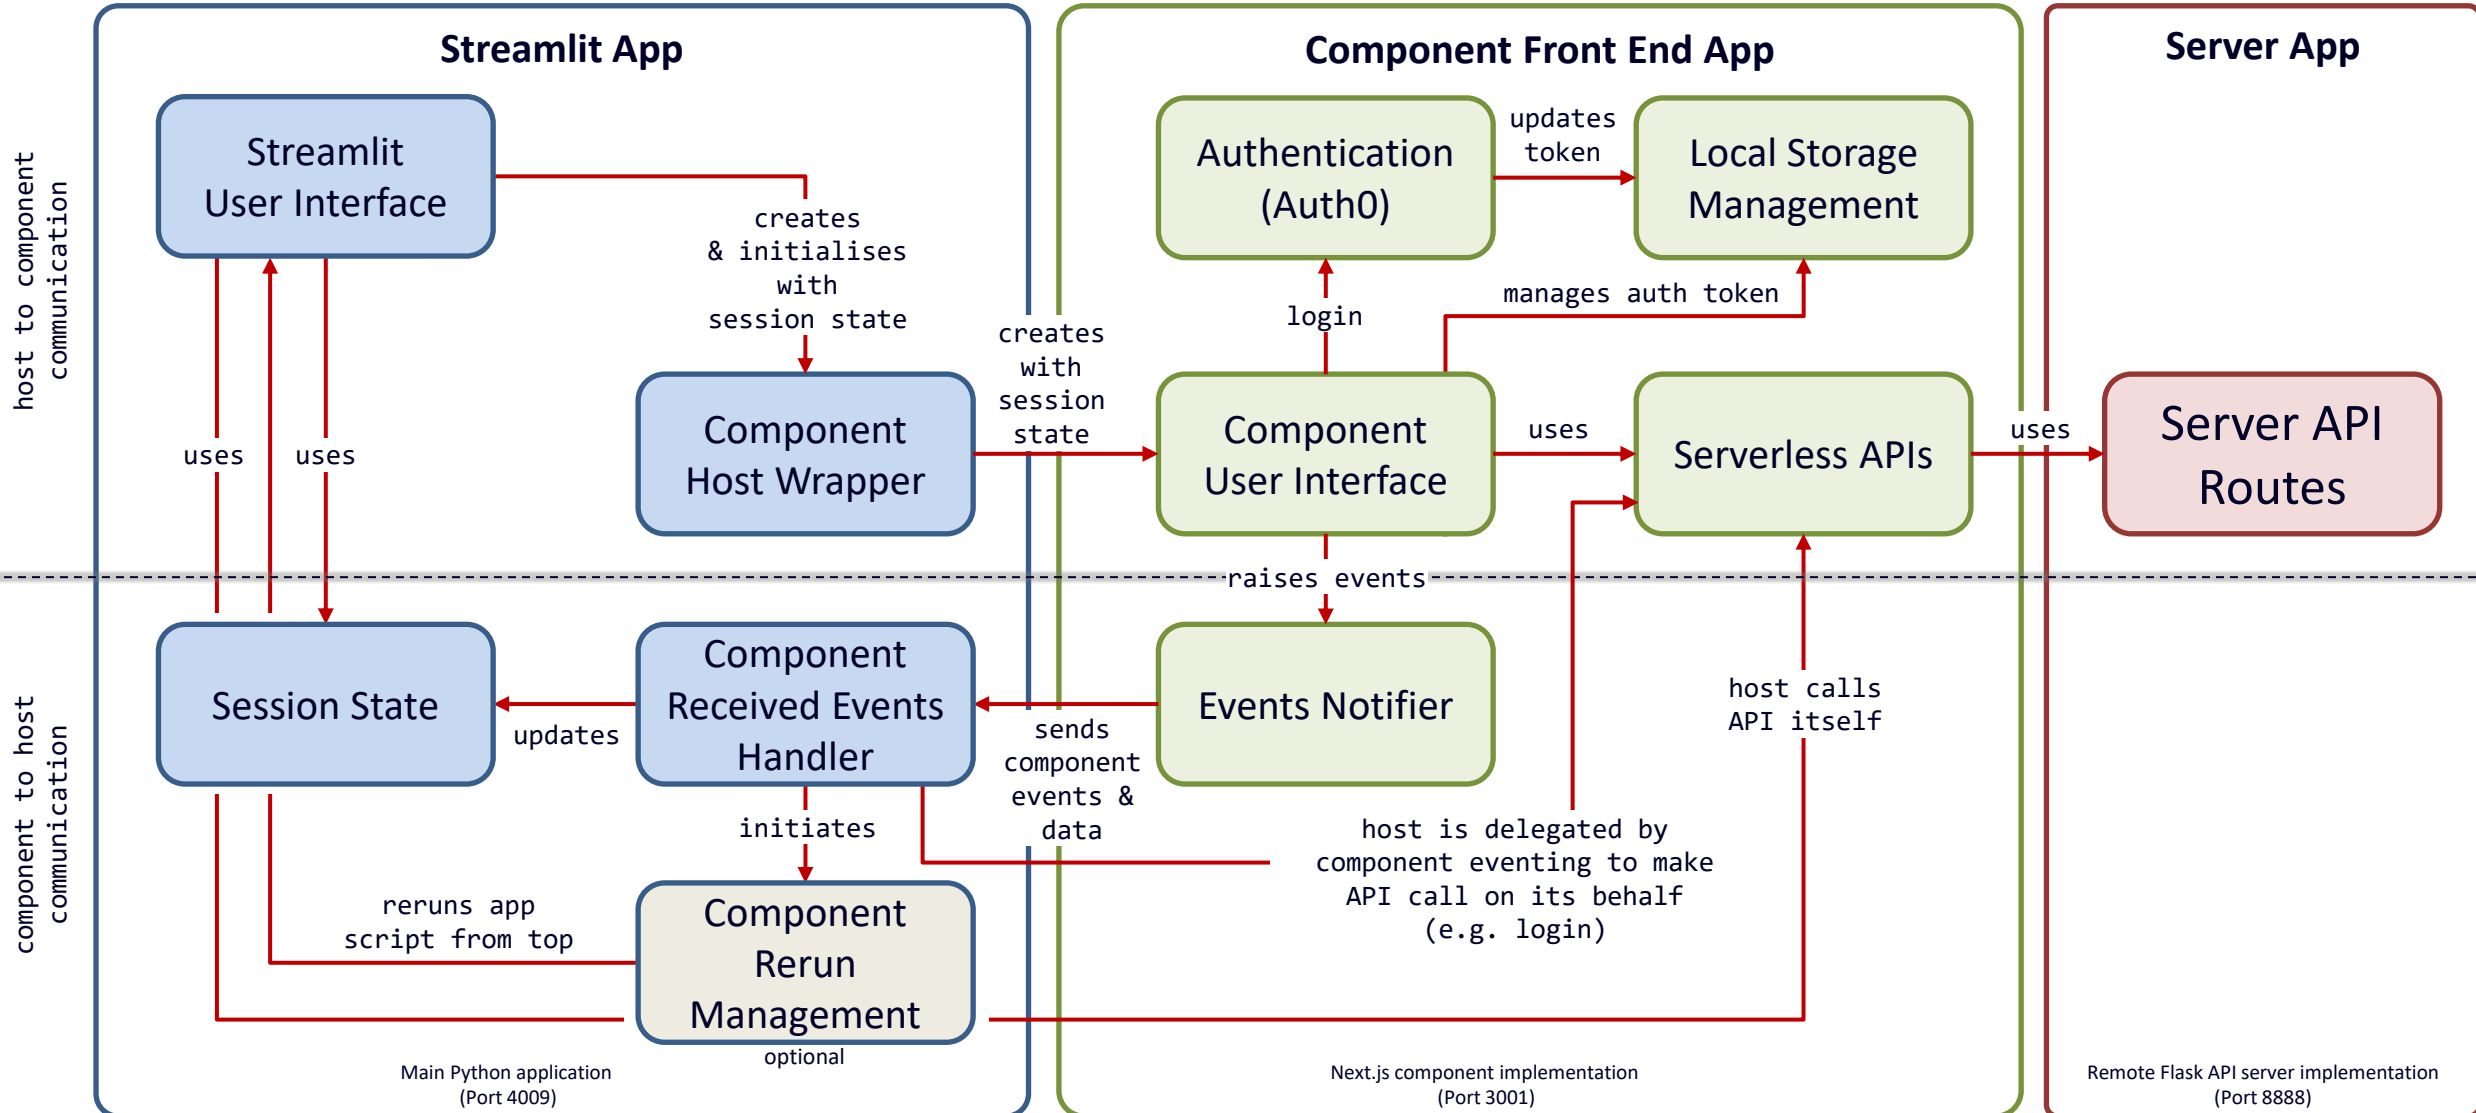 Streamlit App
Component Front End App
Server App
host to component
communication
component to host
communication
Streamlit
User Interface
creates
& initialises
with
session state
uses
uses
Component
Host Wrapper
creates
with
session
state
Authentication
(Auth0)
updates
token
Local Storage
Management
login
manages auth token
Component
User Interface
uses
Serverless APIs
uses
Server API
Routes
raises events
Session State
updates
Component
Received Events
Handler
sends
component
events &
data
Events Notifier
host calls
API itself
initiates
host is delegated by
component eventing to make
API call on its behalf
(e.g. login)
reruns app
script from top
Component
Rerun
Management
optional
Main Python application
(Port 4009)
Next.js component implementation
(Port 3001)
Remote Flask API server implementation
(Port 8888)